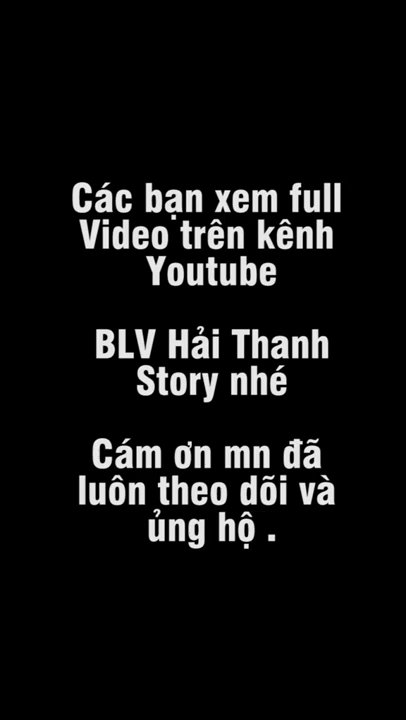 Các bạn xem full
Video trên kênh
Youtube
BLV Hải Thanh
Story nhé
Cám ơn mn đã
luôn theo dõi và
ủng hộ .